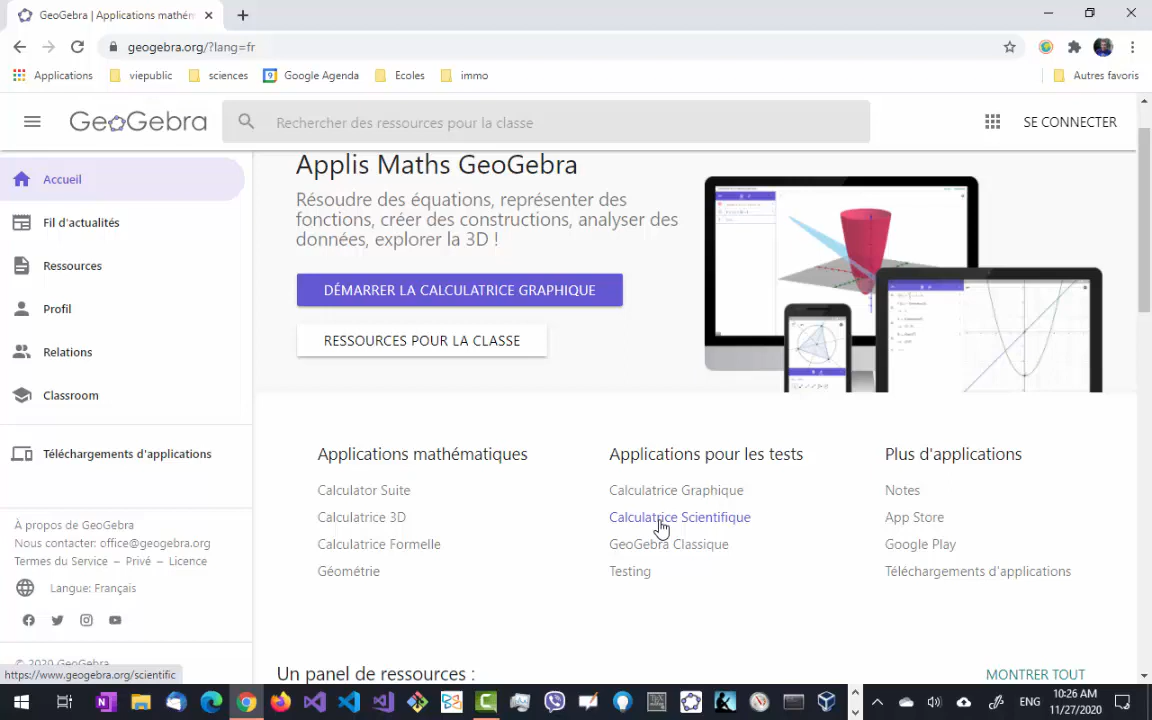 GeoGebra | Applications mathén
geogebra.org/?lang=fr
Applications
viepublic
sciences
Google Agenda
Ecoles
immo
Autres favoris
GeoGebra
Rechercher des ressources pour la classe
SE CONNECTER
Accueil
Fil d'actualités
Ressources
Profil
Relations
Classroom
Téléchargements d'applications
À propos de GeoGebra
Nous contacter: office@geogebra.org
Termes du Service – Privé – Licence
Langue: Français
© 2020 GeoGebra
https://www.geogebra.org/scientific
Applis Maths GeoGebra
Résoudre des équations, représenter des
fonctions, créer des constructions, analyser des
données, explorer la 3D !
DÉMARRER LA CALCULATRICE GRAPHIQUE
RESSOURCES POUR LA CLASSE
Applications mathématiques
Calculator Suite
Calculatrice 3D
Calculatrice Formelle
Géométrie
Applications pour les tests
Calculatrice Graphique
Calculatrice Scientifique
GeoGebra Classique
Testing
Plus d'applications
Notes
App Store
Google Play
Téléchargements d'applications
Un panel de ressources :
MONTRER TOUT
ENG
10:26 AM
11/27/2020